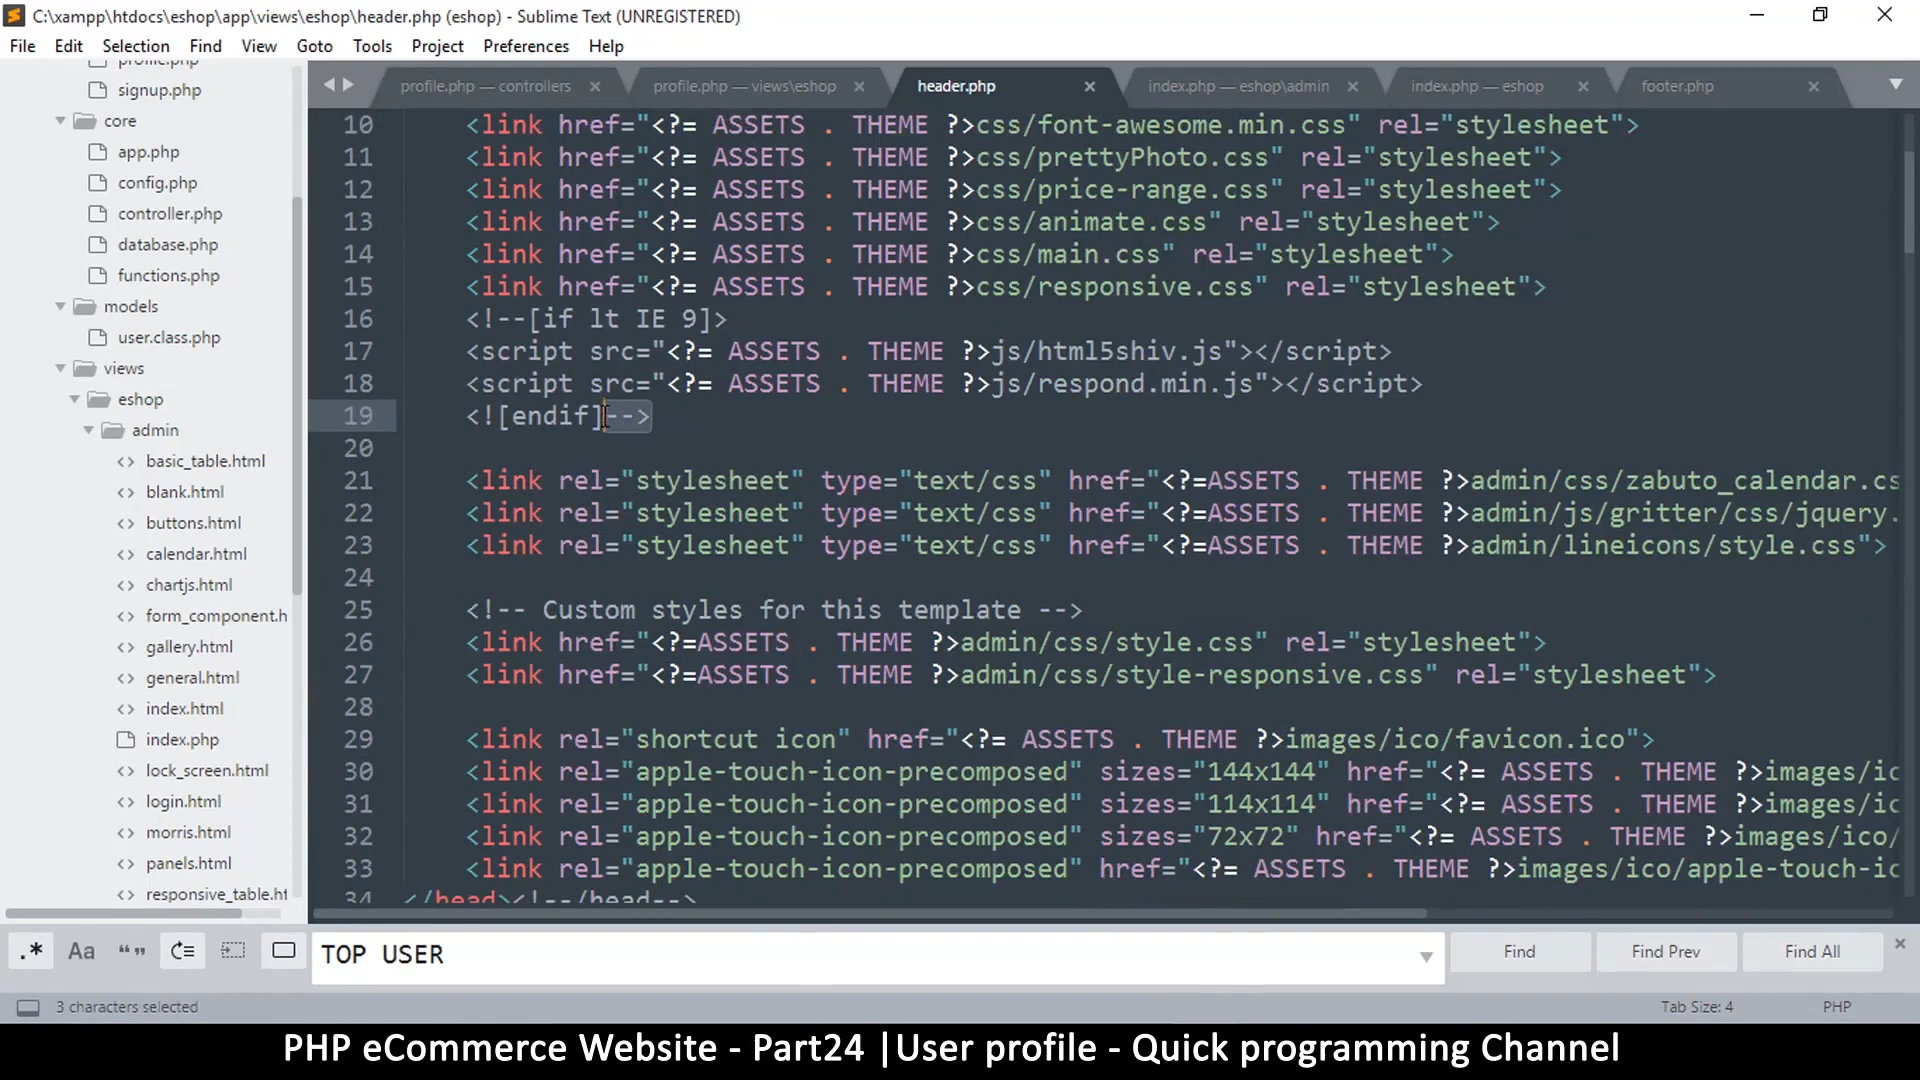 C:\xampp\htdocs\eshop\app\views\eshop\header.php (eshop) - Sublime Text (UNREGISTERED)
File Edit Selection Find View Goto Tools Project Preferences Help
profile.php
signup.php
core
app.php
config.php
controller.php
database.php
functions.php
models
user.class.php
views
eshop
admin
basic_table.html
blank.html
buttons.html
calendar.html
chartjs.html
form_component.h
gallery.html
general.html
index.html
index.php
lock_screen.html
login.html
morris.html
panels.html
responsive_table.ht
profile.php — controllers profile.php — views\eshop header.php index.php — eshop\admin index.php — eshop footer.php
10 <link href="<?= ASSETS . THEME ?>css/font-awesome.min.css" rel="stylesheet">
11 <link href="<?= ASSETS . THEME ?>css/prettyPhoto.css" rel="stylesheet">
12 <link href="<?= ASSETS . THEME ?>css/price-range.css" rel="stylesheet">
13 <link href="<?= ASSETS . THEME ?>css/animate.css" rel="stylesheet">
14 <link href="<?= ASSETS . THEME ?>css/main.css" rel="stylesheet">
15 <link href="<?= ASSETS . THEME ?>css/responsive.css" rel="stylesheet">
16 <!--[if lt IE 9]>
17 <script src="<?= ASSETS . THEME ?>js/html5shiv.js"></script>
18 <script src="<?= ASSETS . THEME ?>js/respond.min.js"></script>
19 <![endif]-->
20
21 <link rel="stylesheet" type="text/css" href="<?=ASSETS . THEME ?>admin/css/zabuto_calendar.cs
22 <link rel="stylesheet" type="text/css" href="<?=ASSETS . THEME ?>admin/js/gritter/css/jquery.
23 <link rel="stylesheet" type="text/css" href="<?=ASSETS . THEME ?>admin/lineicons/style.css">
24
25 <!-- Custom styles for this template -->
26 <link href="<?=ASSETS . THEME ?>admin/css/style.css" rel="stylesheet">
27 <link href="<?=ASSETS . THEME ?>admin/css/style-responsive.css" rel="stylesheet">
28
29 <link rel="shortcut icon" href="<?= ASSETS . THEME ?>images/ico/favicon.ico">
30 <link rel="apple-touch-icon-precomposed" sizes="144x144" href="<?= ASSETS . THEME ?>images/ic
31 <link rel="apple-touch-icon-precomposed" sizes="114x114" href="<?= ASSETS . THEME ?>images/ic
32 <link rel="apple-touch-icon-precomposed" sizes="72x72" href="<?= ASSETS . THEME ?>images/ico/
33 <link rel="apple-touch-icon-precomposed" href="<?= ASSETS . THEME ?>images/ico/apple-touch-ic
34 </head><!--/head-->
.* Aa “” TOP USER Find Find Prev Find All
3 characters selected Tab Size: 4 PHP
PHP eCommerce Website - Part24 |User profile - Quick programming Channel